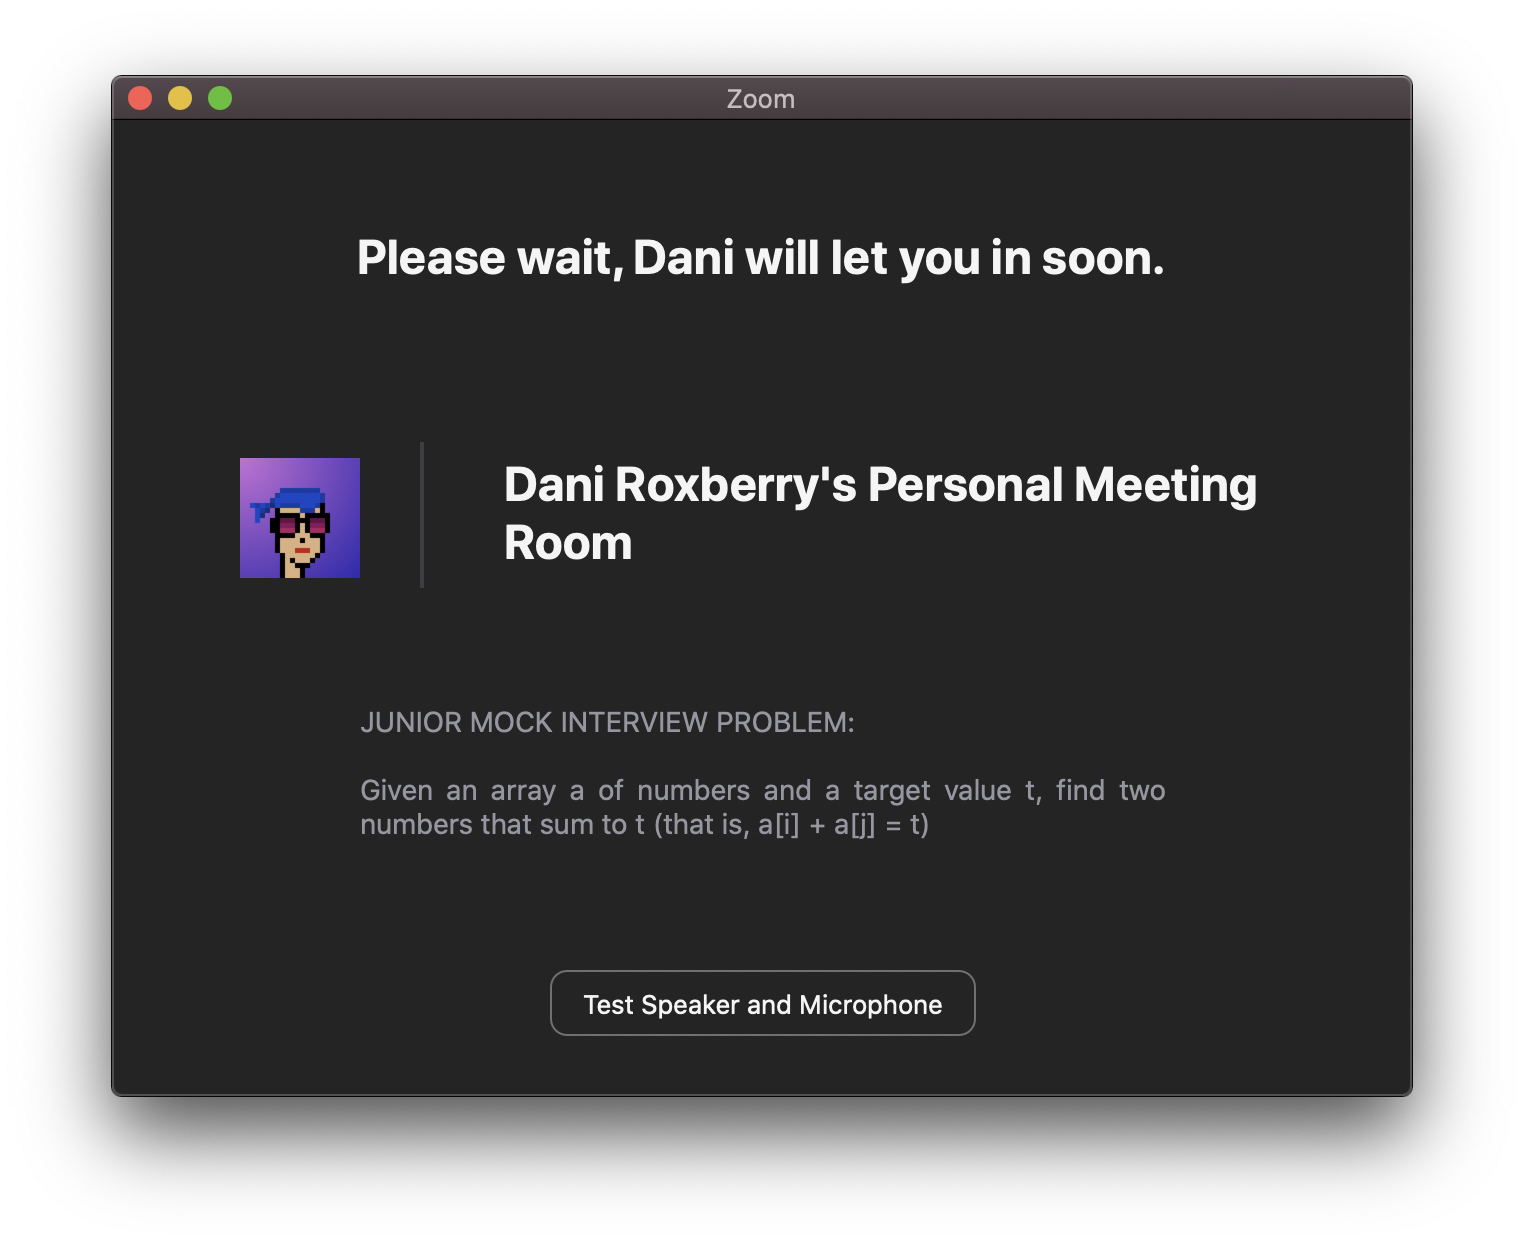 Zoom
Please wait, Dani will let you in soon.
Dani Roxberry's Personal Meeting
Room
JUNIOR MOCK INTERVIEW PROBLEM:
Given an array a of numbers and a target value t, find two
numbers that sum to t (that is, a[i] + a[j] = t)
Test Speaker and Microphone